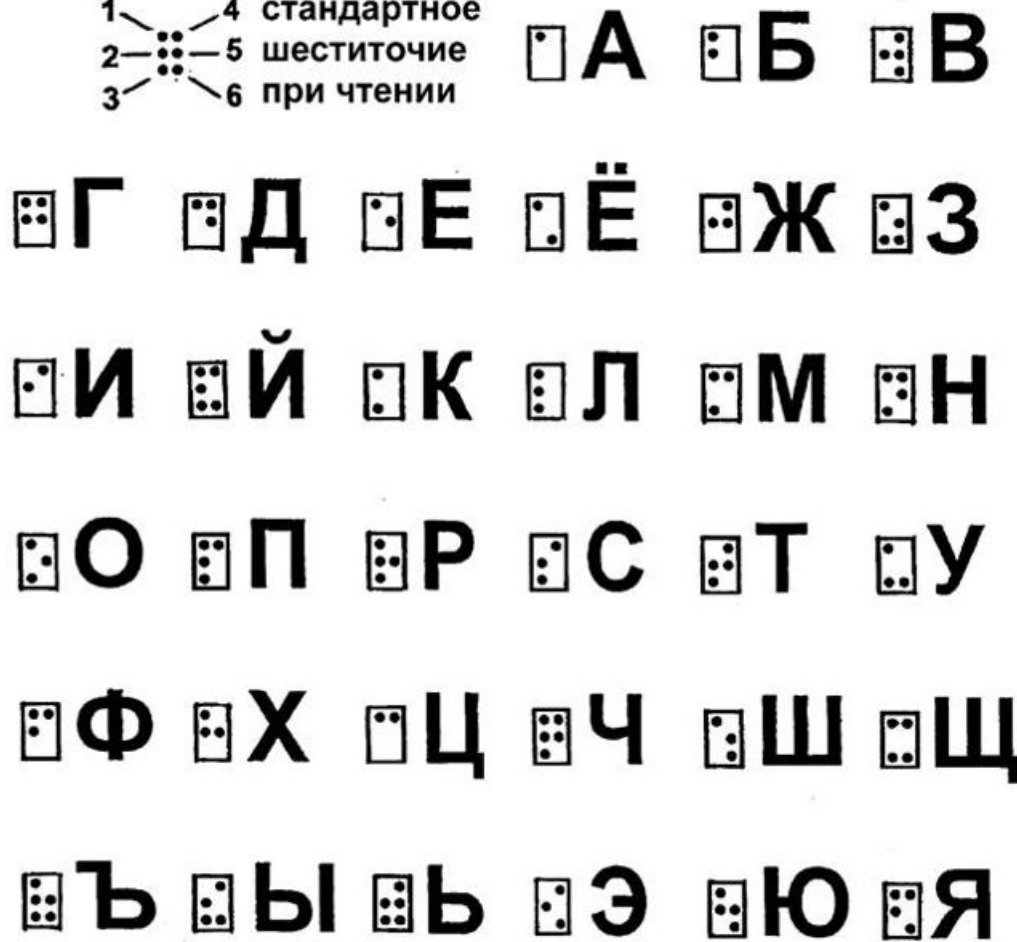 1 4 стандартное
2 5 шеститочие
3 6 при чтении
А Б В
Г Д Е Ё Ж З
И Й К Л М Н
О П Р С Т У
Ф Х Ц Ч Ш Щ
Ъ Ы Ь Э Ю Я